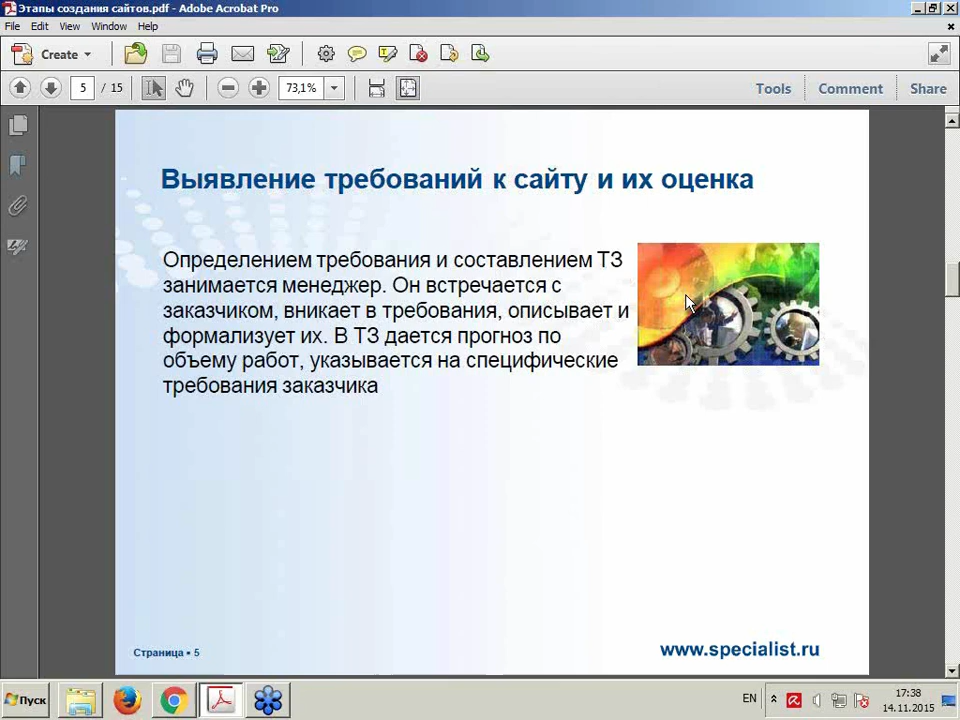 Этапы создания сайтов.pdf - Adobe Acrobat Pro
File Edit View Window Help
Create
5 / 15 73,1% Tools Comment Share
Выявление требований к сайту и их оценка
Определением требования и составлением ТЗ
занимается менеджер. Он встречается с
заказчиком, вникает в требования, описывает и
формализует их. В ТЗ дается прогноз по
объему работ, указывается на специфические
требования заказчика
Страница • 5
www.specialist.ru
Пуск
EN
17:38
14.11.2015